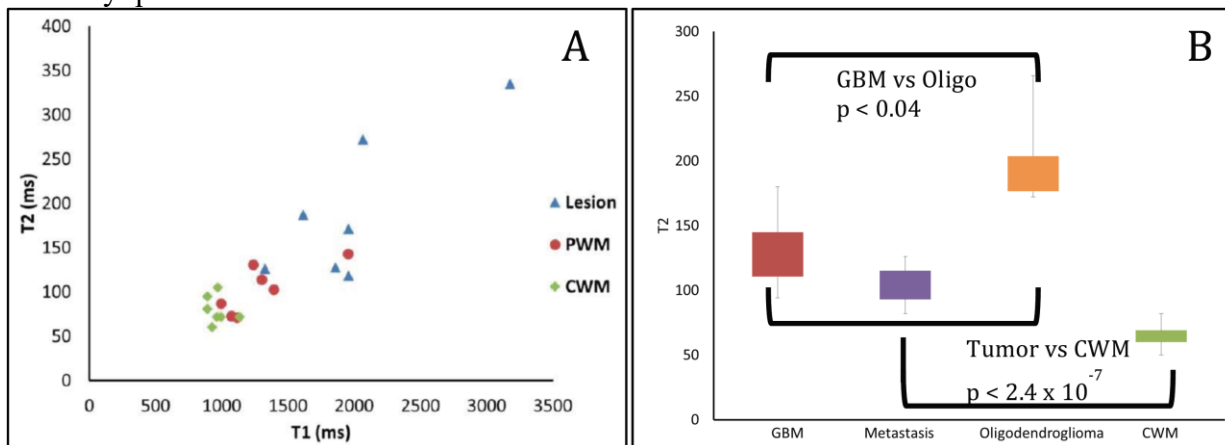 400
350
300
250
200
150
100
50
0
T2 (ms)
A
Lesion
PWM
CWM
0 500 1000 1500 2000 2500 3000 3500
T1 (ms)
300
250
200
150
100
50
0
T2
B
GBM vs Oligo
p < 0.04
Tumor vs CWM
p < 2.4 x 10-7
GBM Metastasis Oligodendroglioma CWM